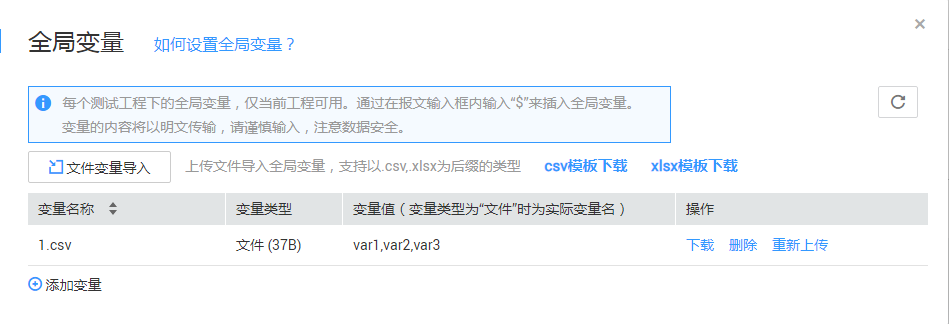 全局变量 如何设置全局变量？
每个测试工程下的全局变量，仅当前工程可用。通过在报文输入框内输入“$”来插入全局变量。
变量的内容将以明文传输，请谨慎输入，注意数据安全。
文件变量导入 上传文件导入全局变量，支持以.csv,.xlsx为后缀的类型 csv模板下载 xlsx模板下载
变量名称 变量类型 变量值（变量类型为“文件”时为实际变量名） 操作
1.csv 文件 (37B) var1,var2,var3 下载 删除 重新上传
添加变量